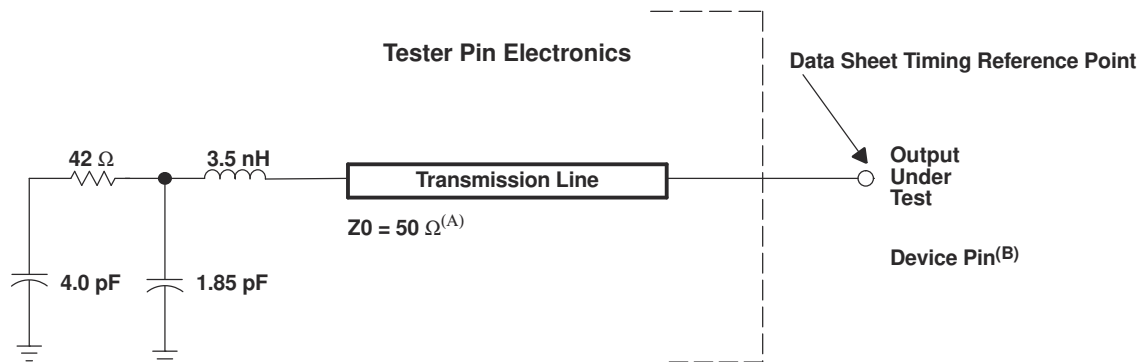 Tester Pin Electronics
Data Sheet Timing Reference Point
42 Ω
3.5 nH
Transmission Line
Output
Under
Test
Z0 = 50 Ω(A)
Device Pin(B)
4.0 pF
1.85 pF